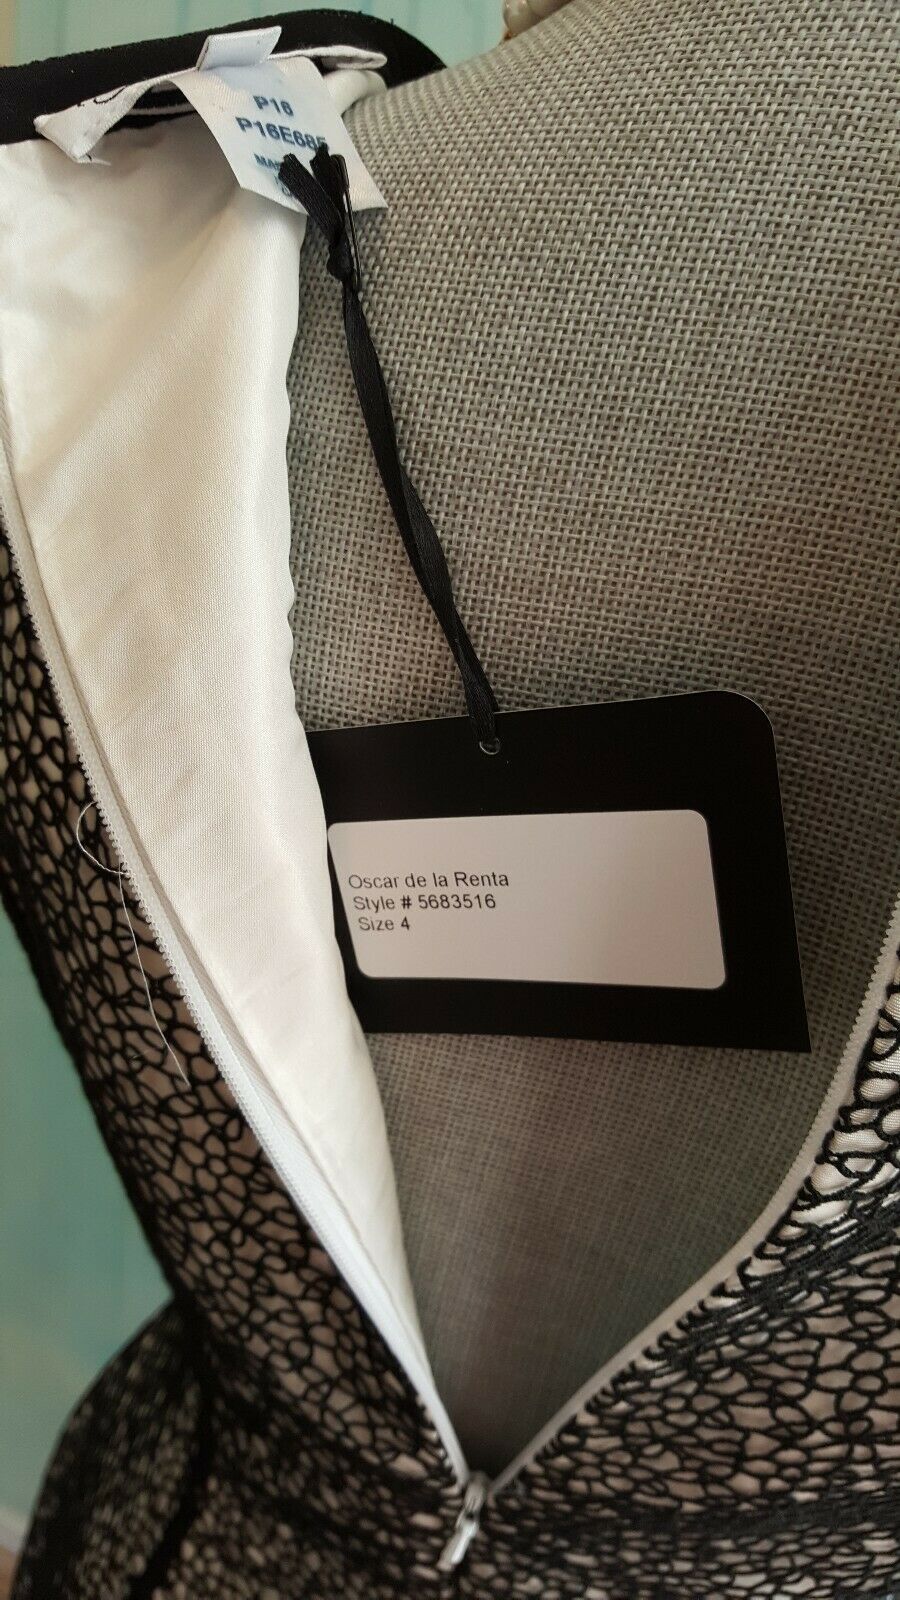 P16
P16E685
Oscar de la Renta
Style # 5683516
Size 4